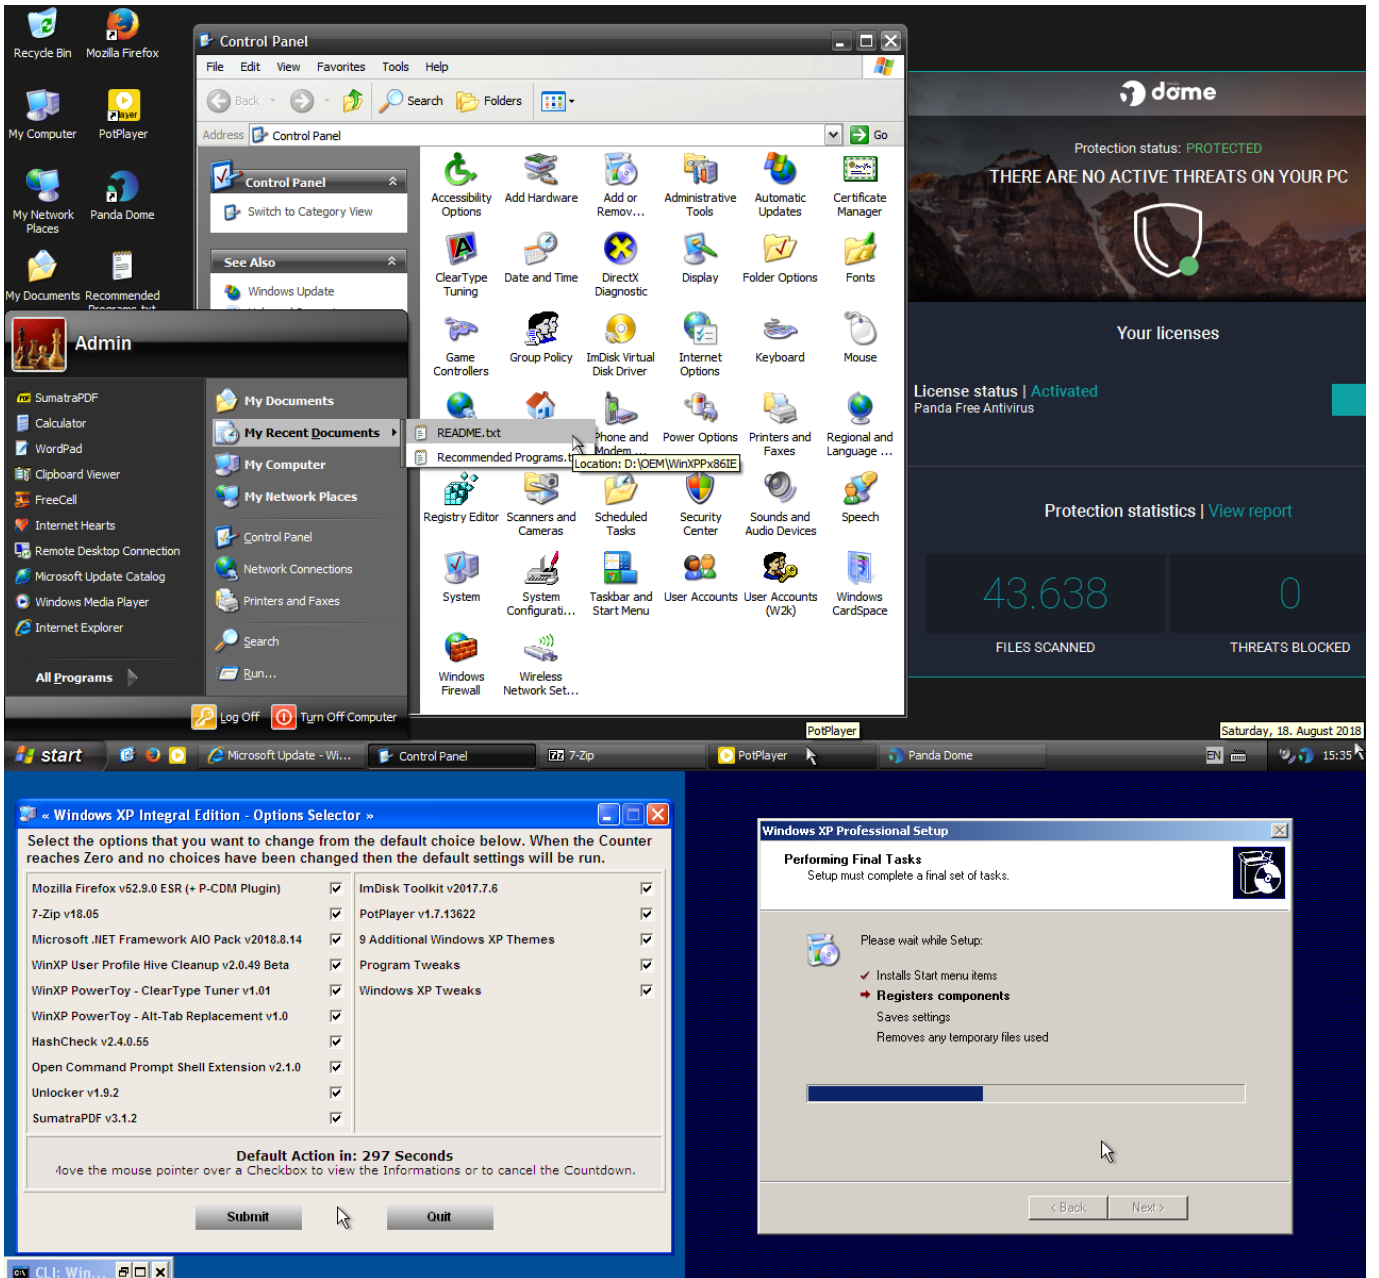 Recycle Bin
Mozilla Firefox
My Computer
PotPlayer
My Network
Places
Panda Dome
My Documents
Recommended
Control Panel
File Edit View Favorites Tools Help
Back Search Folders
Address Control Panel Go
Control Panel
Switch to Category View
See Also
Windows Update
Accessibility
Options
Add Hardware
Add or
Remov...
Administrative
Tools
Automatic
Updates
Certificate
Manager
ClearType
Tuning
Date and Time
DirectX
Diagnostic
Display
Folder Options
Fonts
Game
Controllers
Group Policy
ImDisk Virtual
Disk Driver
Internet
Options
Keyboard
Mouse
Phone and
Modem ...
Power Options
Printers and
Faxes
Regional and
Language ...
Registry Editor
Scanners and
Cameras
Scheduled
Tasks
Security
Center
Sounds and
Audio Devices
Speech
System
System
Configurati...
Taskbar and
Start Menu
User Accounts
User Accounts
(W2k)
Windows
CardSpace
Windows
Firewall
Wireless
Network Set...
Admin
SumatraPDF
Calculator
WordPad
Clipboard Viewer
FreeCell
Internet Hearts
Remote Desktop Connection
Microsoft Update Catalog
Windows Media Player
Internet Explorer
All Programs
My Documents
My Recent Documents
My Computer
My Network Places
Control Panel
Network Connections
Printers and Faxes
Search
Run...
README.txt
Recommended Programs.t
Location: D:\OEM\WinXPPx86IE
Log Off Turn Off Computer
dome
Protection status: PROTECTED
THERE ARE NO ACTIVE THREATS ON YOUR PC
Your licenses
License status | Activated
Panda Free Antivirus
Protection statistics | View report
43.638
FILES SCANNED
0
THREATS BLOCKED
PotPlayer
Saturday, 18. August 2018
start
Microsoft Update - Wi...
Control Panel
7-Zip
PotPlayer
Panda Dome
EN
15:35
« Windows XP Integral Edition - Options Selector »
Select the options that you want to change from the default choice below. When the Counter
reaches Zero and no choices have been changed then the default settings will be run.
Mozilla Firefox v52.9.0 ESR (+ P-CDM Plugin)
7-Zip v18.05
Microsoft .NET Framework AIO Pack v2018.8.14
WinXP User Profile Hive Cleanup v2.0.49 Beta
WinXP PowerToy - ClearType Tuner v1.01
WinXP PowerToy - Alt-Tab Replacement v1.0
HashCheck v2.4.0.55
Open Command Prompt Shell Extension v2.1.0
Unlocker v1.9.2
SumatraPDF v3.1.2
ImDisk Toolkit v2017.7.6
PotPlayer v1.7.13622
9 Additional Windows XP Themes
Program Tweaks
Windows XP Tweaks
Default Action in: 297 Seconds
Move the mouse pointer over a Checkbox to view the Informations or to cancel the Countdown.
Submit
Quit
CLI: Win...
Windows XP Professional Setup
Performing Final Tasks
Setup must complete a final set of tasks.
Please wait while Setup:
Installs Start menu items
Registers components
Saves settings
Removes any temporary files used
< Back
Next >